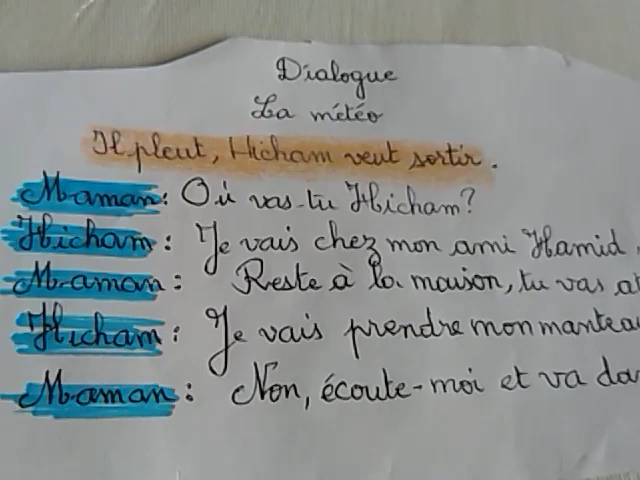 Dialogue
La météo
Il pleut, Hicham veut sortir.
Maman: Où vas-tu Hicham?
Hicham: Je vais chez mon ami Hamid.
Maman: Reste à la maison, tu vas
Hicham: Je vais prendre mon
Maman: Non, écoute-moi et va